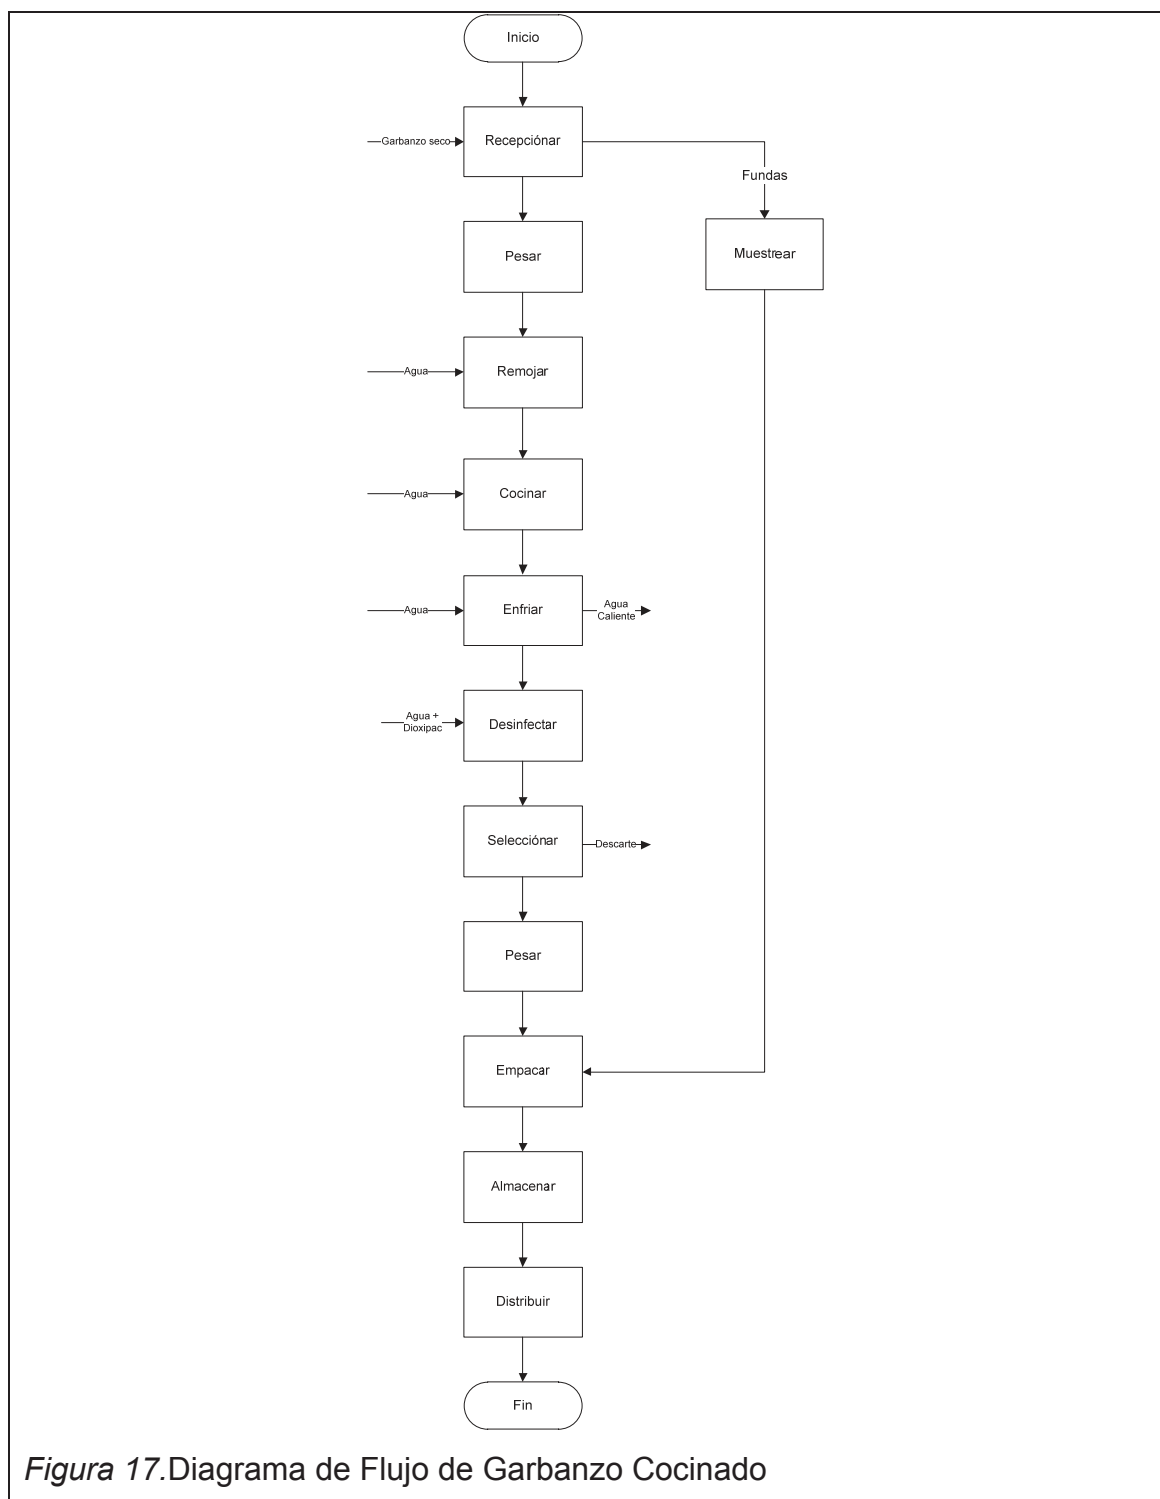 Inicio
Garbanzo seco
Recepciónar
Fundas
Muestrear
Pesar
Agua
Remojar
Agua
Cocinar
Agua
Enfriar
Agua
Caliente
Agua +
Dioxipac
Desinfectar
Selecciónar
Descarte
Pesar
Empacar
Almacenar
Distribuir
Fin
Figura 17.Diagrama de Flujo de Garbanzo Cocinado